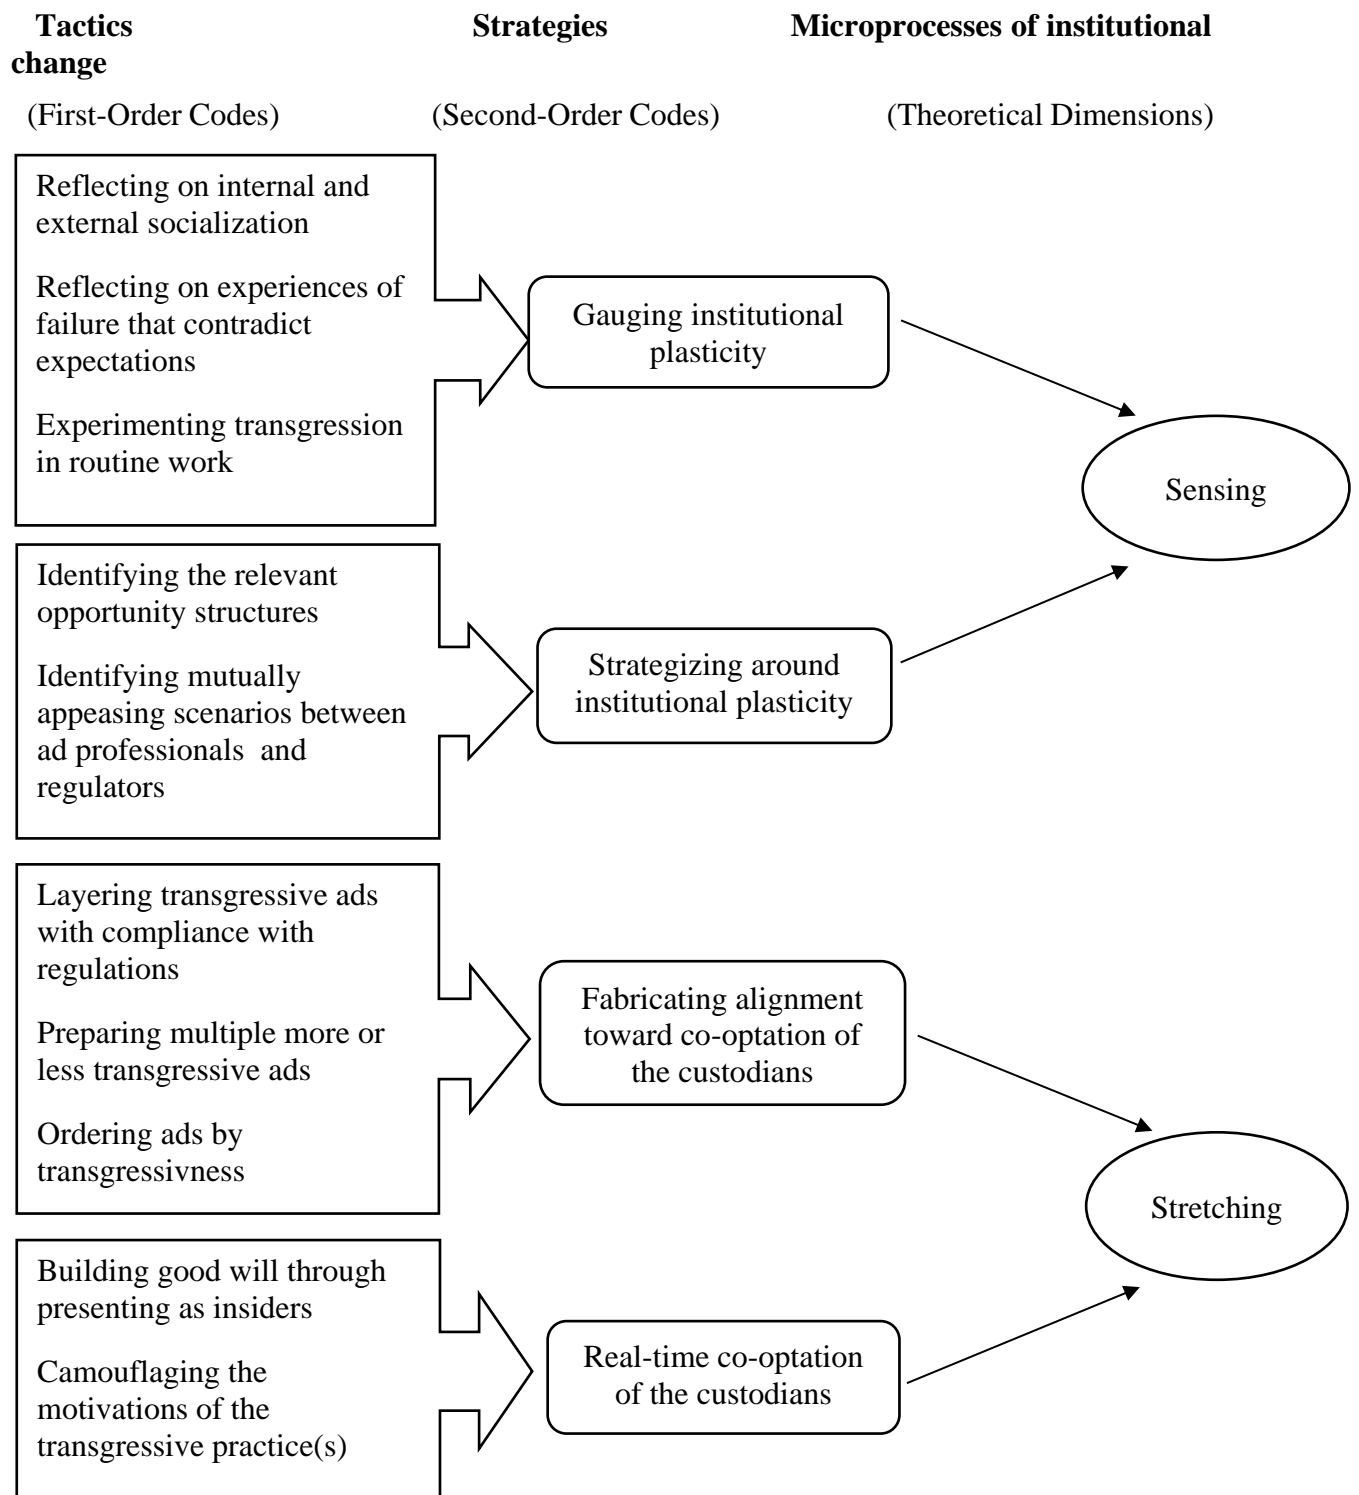 Tactics Strategies Microprocesses of institutional
change
(First-Order Codes) (Second-Order Codes) (Theoretical Dimensions)
Reflecting on internal and
external socialization
Reflecting on experiences of
failure that contradict
expectations
Experimenting transgression
in routine work
Gauging institutional
plasticity
Sensing
Identifying the relevant
opportunity structures
Identifying mutually
appeasing scenarios between
ad professionals and
regulators
Strategizing around
institutional plasticity
Layering transgressive ads
with compliance with
regulations
Preparing multiple more or
less transgressive ads
Ordering ads by
transgressivness
Fabricating alignment
toward co-optation of
the custodians
Stretching
Building good will through
presenting as insiders
Camouflaging the
motivations of the
transgressive practice(s)
Real-time co-optation
of the custodians